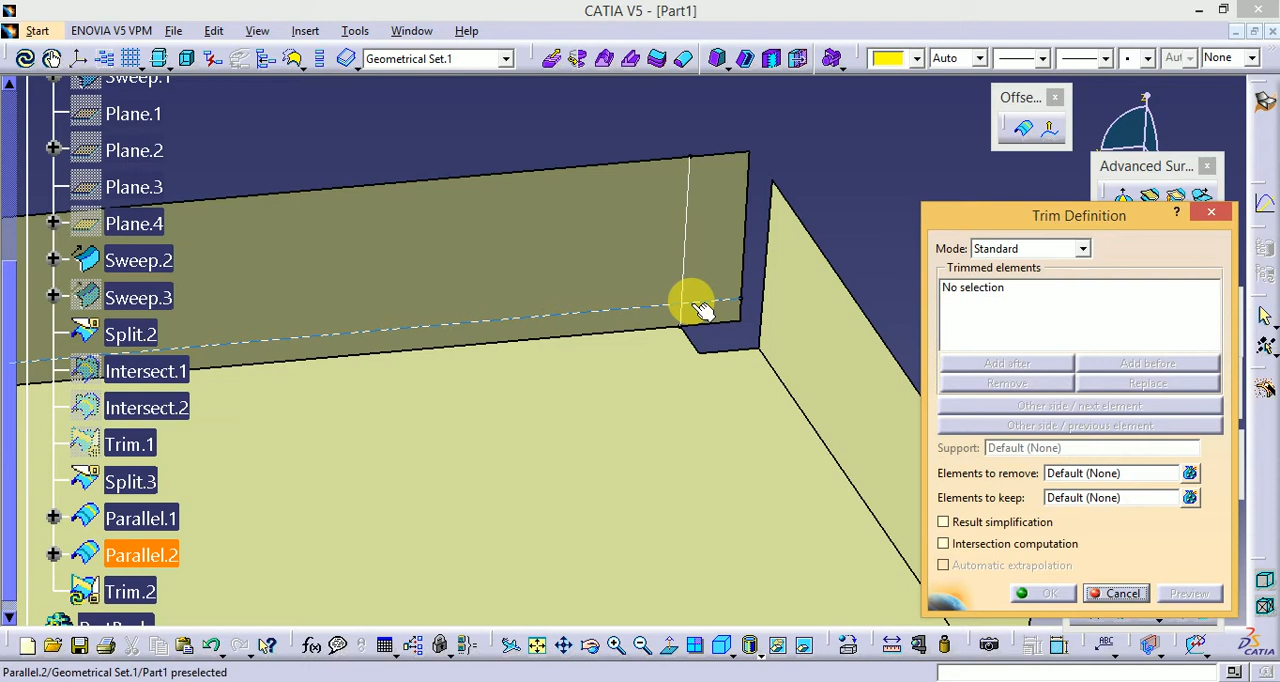 CATIA V5 - [Part1]
Start ENOVIA V5 VPM File Edit View Insert Tools Window Help
Geometrical Set.1
Auto
Aut
None
Offse...
Advanced Sur...
z
Sweep.1
Plane.1
Plane.2
Plane.3
Plane.4
Sweep.2
Sweep.3
Split.2
Intersect.1
Intersect.2
Trim.1
Split.3
Parallel.1
Parallel.2
Trim.2
PartBody
Trim Definition
? x
Mode: Standard
Trimmed elements
No selection
Add after
Add before
Remove
Replace
Other side / next element
Other side / previous element
Support: Default (None)
Elements to remove: Default (None)
Elements to keep: Default (None)
Result simplification
Intersection computation
Automatic extrapolation
OK
Cancel
Preview
f(x)
ABC
CATIA
Parallel.2/Geometrical Set.1/Part1 preselected